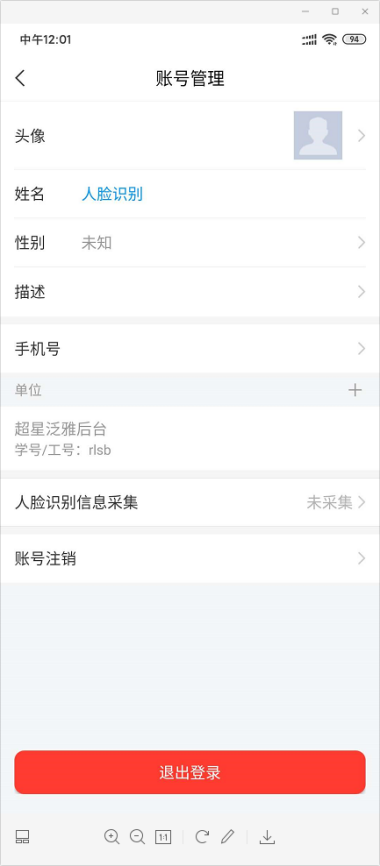 中午12:01
94
账号管理
头像
姓名 人脸识别
性别 未知
描述
手机号
单位
超星泛雅后台
学号/工号：rlsb
人脸识别信息采集 未采集
账号注销
退出登录
1:1